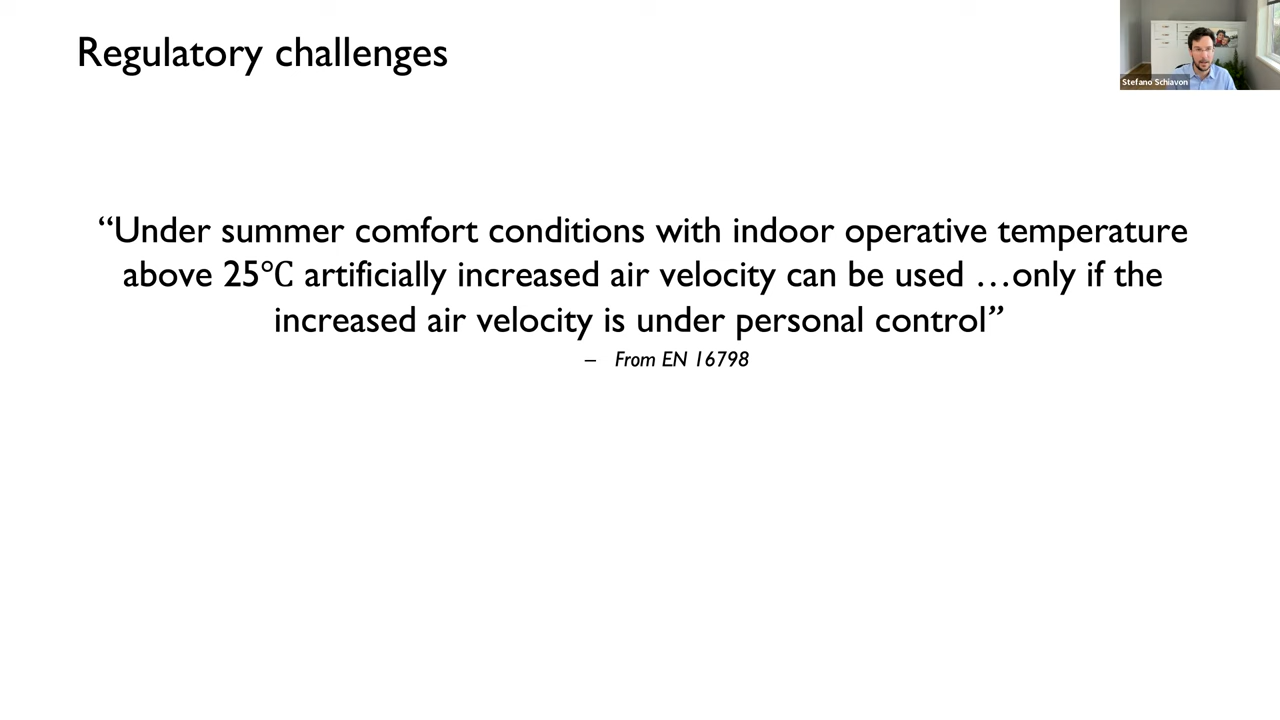 Regulatory challenges
Stefano Schiavon
“Under summer comfort conditions with indoor operative temperature
above 25℃ artificially increased air velocity can be used …only if the
increased air velocity is under personal control”
– From EN 16798